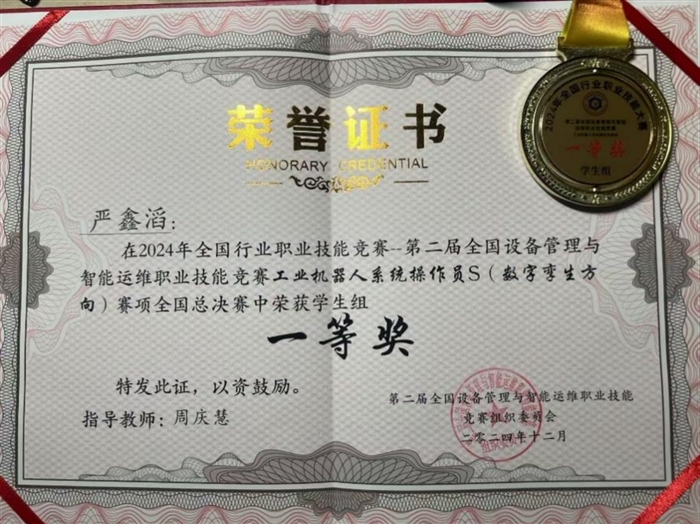 荣誉证书
HONORARY CREDENTIAL
2024年全国行业职业技能大赛
一等奖
学生组
严鑫滔：
在2024年全国行业职业技能竞赛--第二届全国设备管理与
智能运维职业技能竞赛工业机器人系统操作员S（数字孪生方
向）赛项全国总决赛中荣获学生组
一等奖
特发此证，以资鼓励。
指导教师：周庆慧
第二届全国设备管理与智能运维职业技能
竞赛组织委员会
二〇二四年十二月